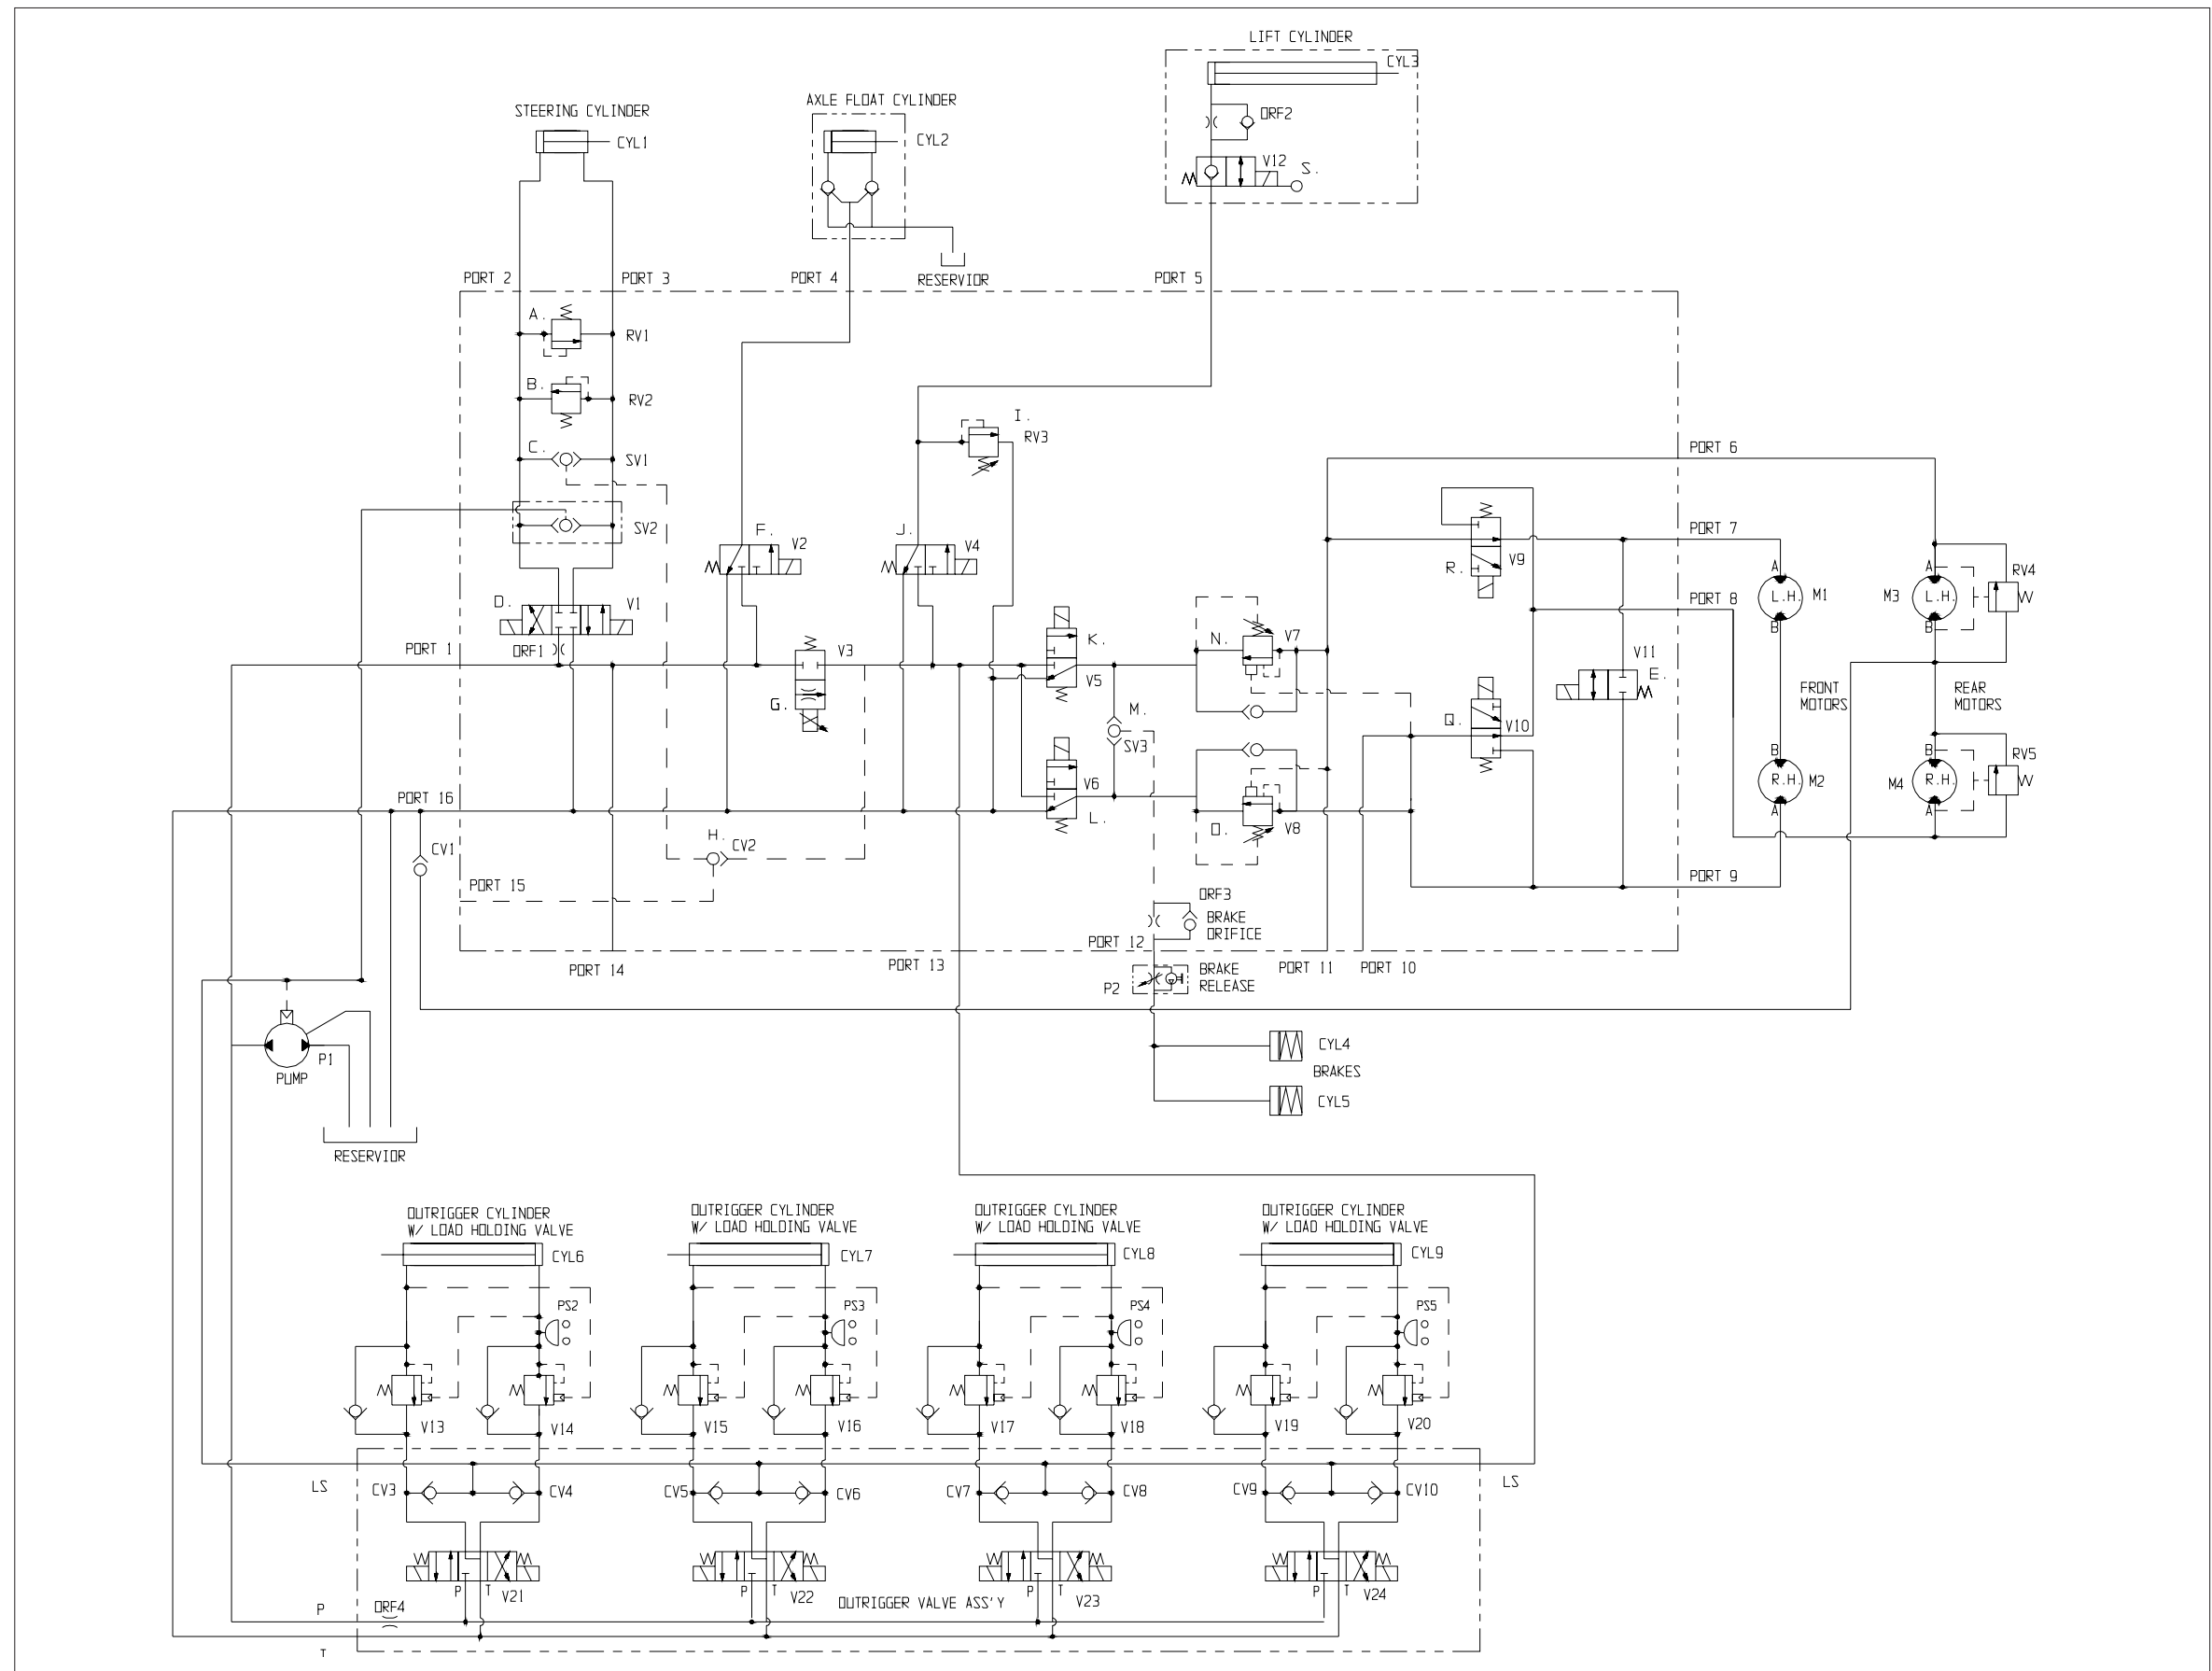 LIFT CYLINDER
CYL3
ORF2
V12
S.
AXLE FLOAT CYLINDER
CYL2
STEERING CYLINDER
CYL1
PORT 2
PORT 3
PORT 4
RESERVIOR
PORT 5
A.
RV1
B.
RV2
C.
SV1
SV2
D.
V1
ORF1
PORT 1
F.
V2
I.
RV3
J.
V4
V3
G.
K.
V5
M.
SV3
V6
L.
N.
V7
O.
V8
PORT 6
PORT 7
V9
R.
PORT 8
V11
E.
Q.
V10
PORT 9
A
L.H.
M1
B
FRONT
MOTORS
B
R.H.
M2
A
M3
A
L.H.
B
RV4
REAR
MOTORS
B
R.H.
M4
A
RV5
PORT 16
CV1
H.
CV2
PORT 15
ORF3
BRAKE
ORIFICE
PORT 12
PORT 14
PORT 13
PORT 11
PORT 10
P2
BRAKE
RELEASE
P1
PUMP
RESERVIOR
CYL4
BRAKES
CYL5
OUTRIGGER CYLINDER
W/ LOAD HOLDING VALVE
OUTRIGGER CYLINDER
W/ LOAD HOLDING VALVE
OUTRIGGER CYLINDER
W/ LOAD HOLDING VALVE
OUTRIGGER CYLINDER
W/ LOAD HOLDING VALVE
CYL6
CYL7
CYL8
CYL9
PS2
PS3
PS4
PS5
V13
V14
V15
V16
V17
V18
V19
V20
LS
CV3
CV4
CV5
CV6
CV7
CV8
CV9
CV10
LS
P
T
V21
P
T
V22
P
T
V23
P
T
V24
P
ORF4
OUTRIGGER VALVE ASS'Y
T